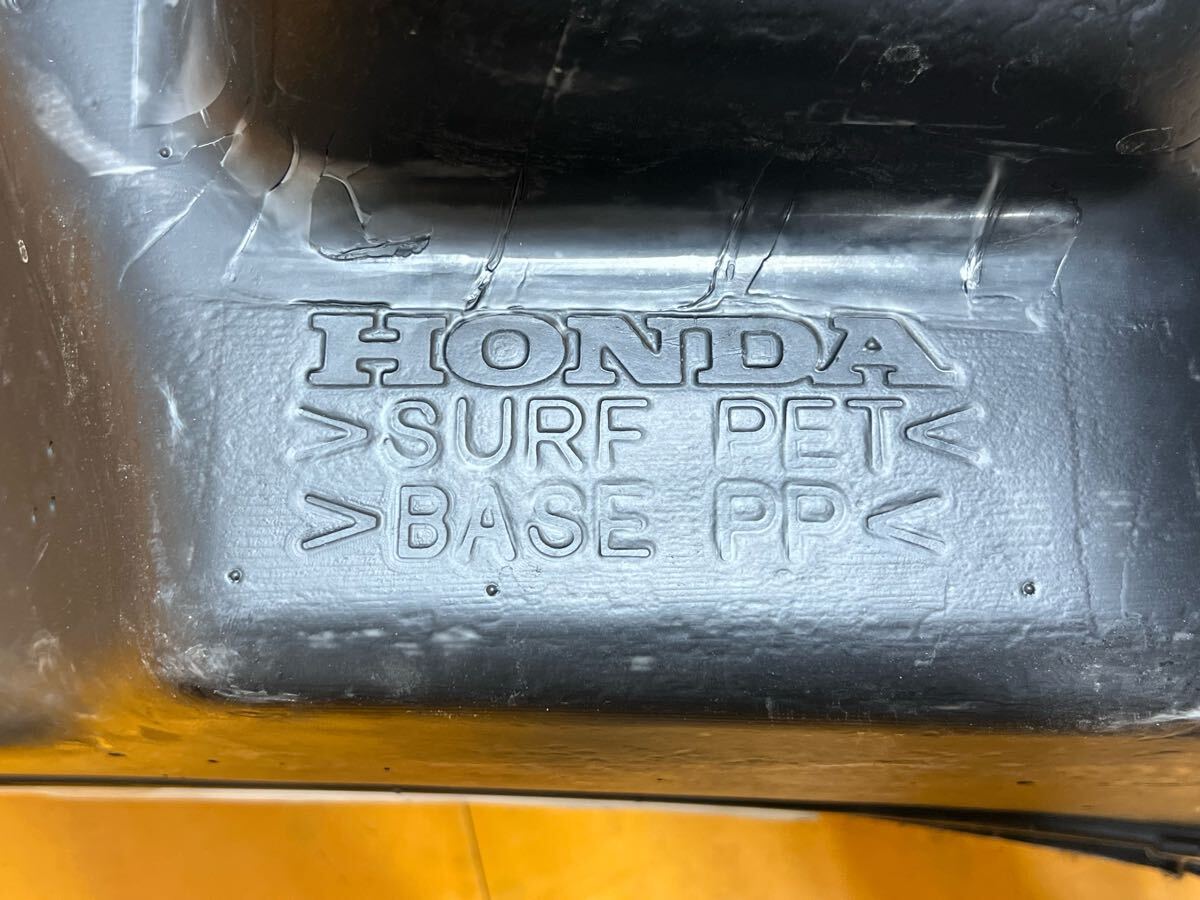 HONDA
>SURF PET<
>BASE PP<